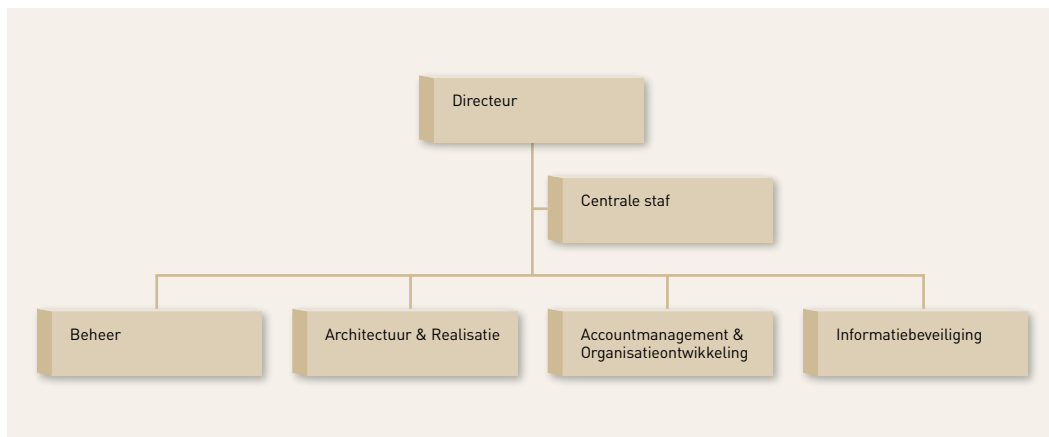 Directeur
Centrale staf
Beheer
Architectuur & Realisatie
Accountmanagement &
Organisatieontwikkeling
Informatiebeveiliging